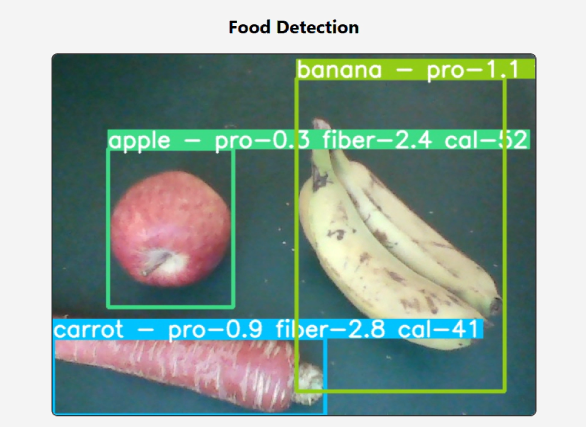 Food Detection
banana - pro-1.1
apple - pro-0.3 fiber-2.4 cal-52
carrot - pro-0.9 fiber-2.8 cal-41